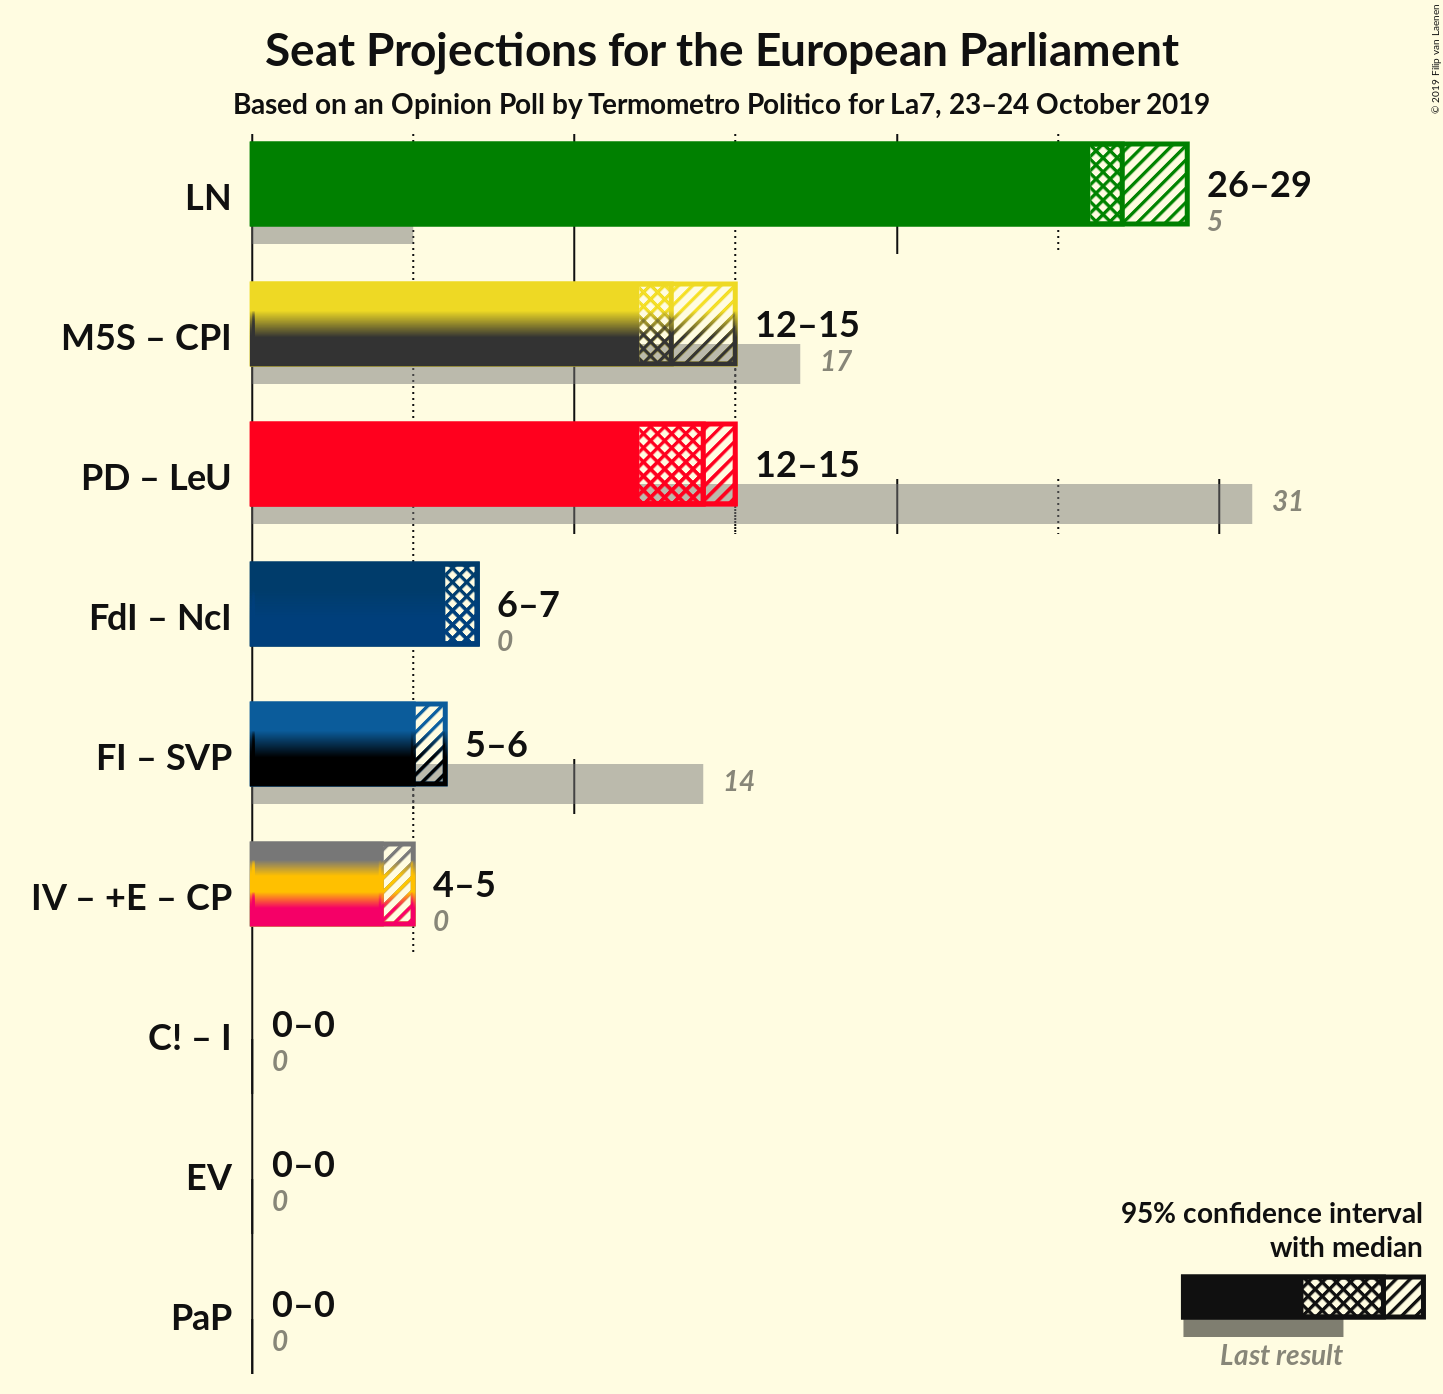 Seat Projections for the European Parliament
Based on an Opinion Poll by Termometro Politico for La7, 23–24 October 2019
© 2019 Filip van Laenen
LN
26–29
5
M5S – CPI
12–15
17
PD – LeU
12–15
31
FdI – NcI
6–7
0
FI – SVP
5–6
14
IV – +E – CP
4–5
0
C! – I
0–0
0
EV
0–0
0
PaP
0–0
0
95% confidence interval
with median
Last result